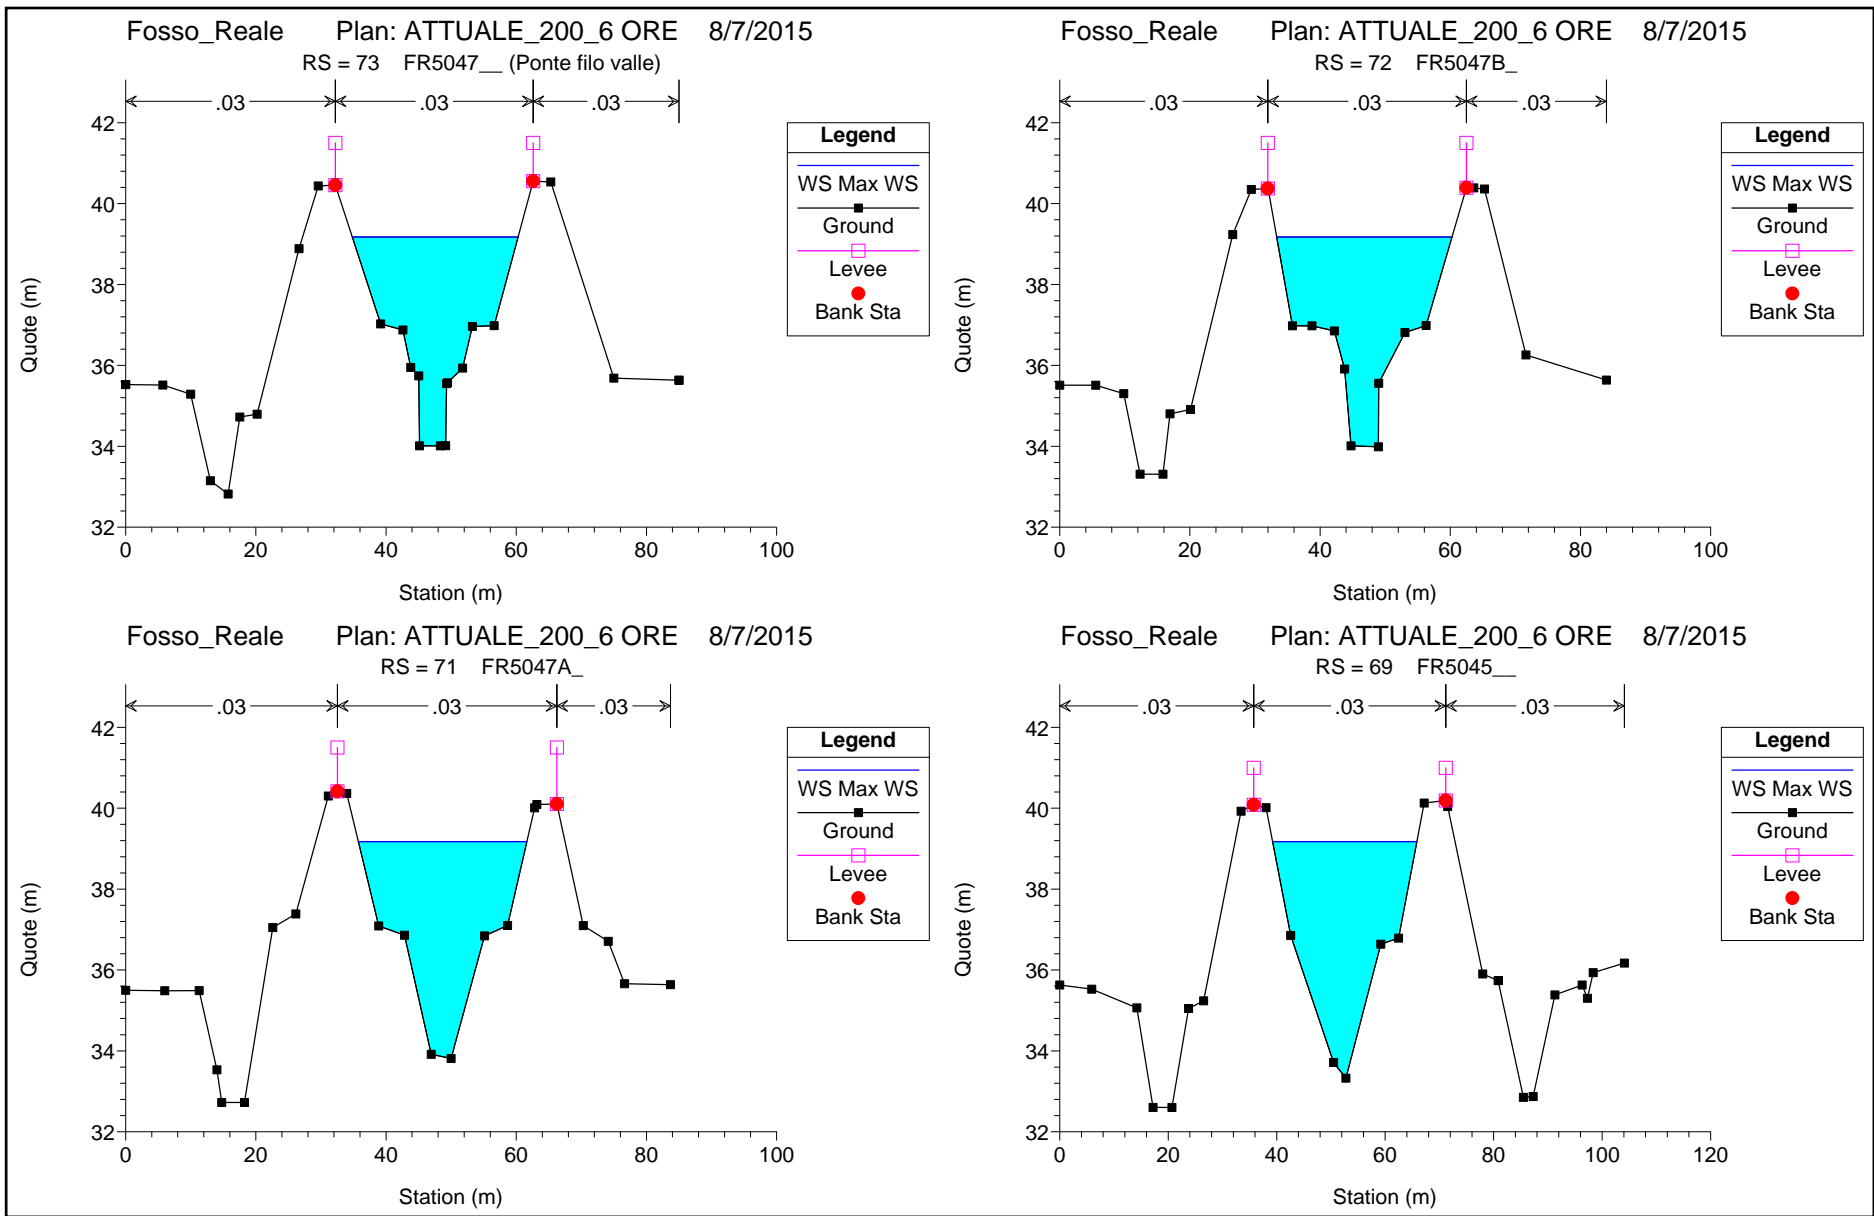 Fosso_Reale Plan: ATTUALE_200_6 ORE 8/7/2015
RS = 73 FR5047__ (Ponte filo valle)
.03 .03 .03
42
40
38
36
34
32
0 20 40 60 80 100
Quote (m)
Station (m)
Legend
WS Max WS
Ground
Levee
Bank Sta
Fosso_Reale Plan: ATTUALE_200_6 ORE 8/7/2015
RS = 72 FR5047B_
.03 .03 .03
42
40
38
36
34
32
0 20 40 60 80 100
Quote (m)
Station (m)
Legend
WS Max WS
Ground
Levee
Bank Sta
Fosso_Reale Plan: ATTUALE_200_6 ORE 8/7/2015
RS = 71 FR5047A_
.03 .03 .03
42
40
38
36
34
32
0 20 40 60 80 100
Quote (m)
Station (m)
Legend
WS Max WS
Ground
Levee
Bank Sta
Fosso_Reale Plan: ATTUALE_200_6 ORE 8/7/2015
RS = 69 FR5045__
.03 .03 .03
42
40
38
36
34
32
0 20 40 60 80 100 120
Quote (m)
Station (m)
Legend
WS Max WS
Ground
Levee
Bank Sta